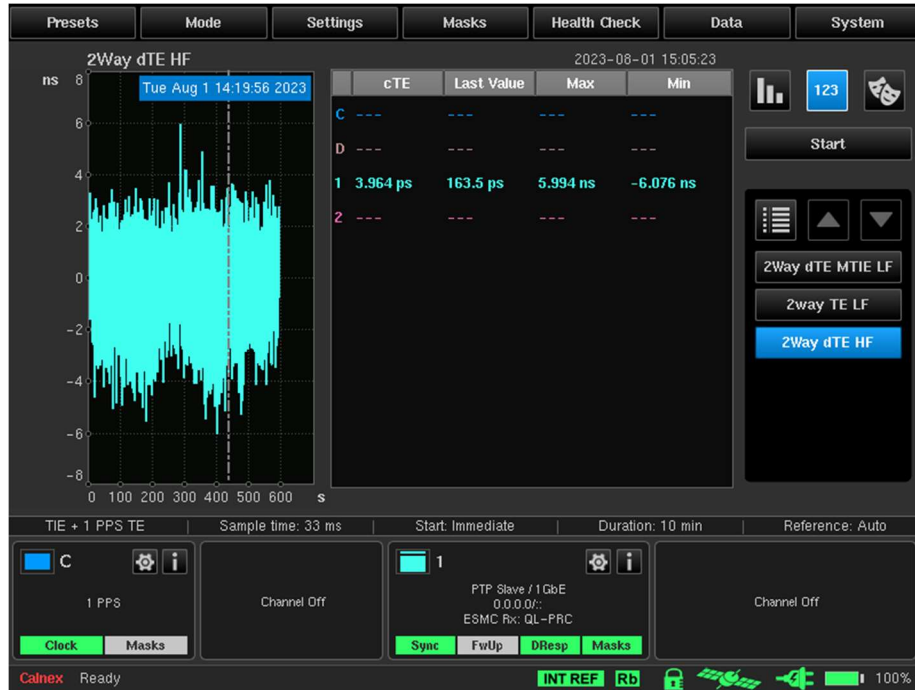 Presets Mode Settings Masks Health Check Data System
2Way dTE HF 2023-08-01 15:05:23
ns
Tue Aug 1 14:19:56 2023
8
6
4
2
0
-2
-4
-6
-8
0 100 200 300 400 500 600 s
cTE Last Value Max Min
C --- --- --- ---
D --- --- --- ---
1 3.964 ps 163.5 ps 5.994 ns -6.076 ns
2 --- --- --- ---
123
Start
2Way dTE MTIE LF
2way TE LF
2Way dTE HF
TIE + 1 PPS TE | Sample time: 33 ms | Start: Immediate | Duration: 10 min | Reference: Auto
C i
1 PPS
Clock Masks
Channel Off
1 i
PTP Slave / 1GbE
0.0.0.0/::
ESMC Rx: QL-PRC
Sync FwUp DResp Masks
Channel Off
Calnex Ready INT REF Rb 100%